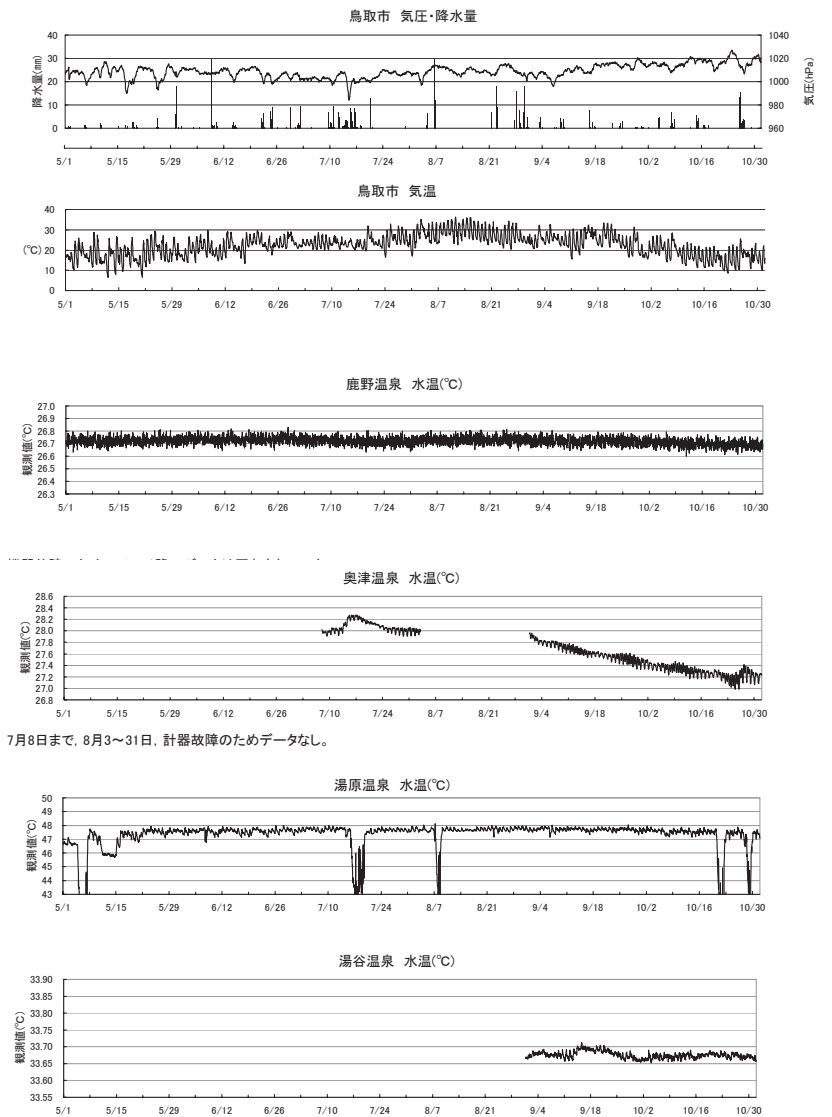 鳥取市 気圧・降水量
降水量(mm)
40
30
20
10
0
1040
1020
1000
980
960
気圧(hPa)
5/1 5/15 5/29 6/12 6/26 7/10 7/24 8/7 8/21 9/4 9/18 10/2 10/16 10/30
鳥取市 気温
(℃)
40
30
20
10
0
5/1 5/15 5/29 6/12 6/26 7/10 7/24 8/7 8/21 9/4 9/18 10/2 10/16 10/30
鹿野温泉 水温(℃)
観測値(℃)
27.0
26.9
26.8
26.7
26.6
26.5
26.4
26.3
5/1 5/15 5/29 6/12 6/26 7/10 7/24 8/7 8/21 9/4 9/18 10/2 10/16 10/30
奥津温泉 水温(℃)
観測値(℃)
28.6
28.4
28.2
28.0
27.8
27.6
27.4
27.2
27.0
26.8
5/1 5/15 5/29 6/12 6/26 7/10 7/24 8/7 8/21 9/4 9/18 10/2 10/16 10/30
7月8日まで，8月3～31日，計器故障のためデータなし。
湯原温泉 水温(℃)
観測値(℃)
50
49
48
47
46
45
44
43
5/1 5/15 5/29 6/12 6/26 7/10 7/24 8/7 8/21 9/4 9/18 10/2 10/16 10/30
湯谷温泉 水温(℃)
観測値(℃)
33.90
33.85
33.80
33.75
33.70
33.65
33.60
33.55
5/1 5/15 5/29 6/12 6/26 7/10 7/24 8/7 8/21 9/4 9/18 10/2 10/16 10/30